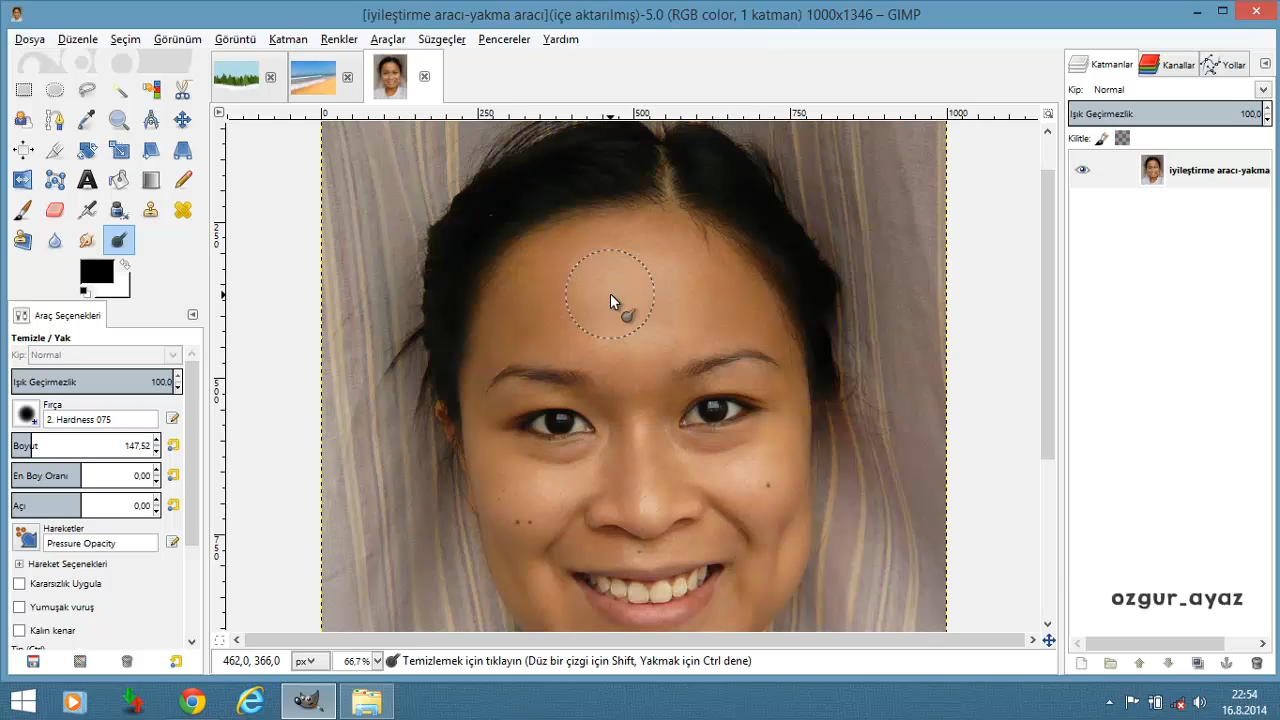 [iyileştirme aracı-yakma aracı](içe aktarılmış)-5.0 (RGB color, 1 katman) 1000x1346 – GIMP
Dosya Düzenle Seçim Görünüm Görüntü Katman Renkler Araçlar Süzgeçler Pencereler Yardım
Katmanlar Kanallar Yollar
Kip: Normal
Işık Geçirmezlik 100,0
Kilitle:
iyileştirme aracı-yakma
0 250 500 750 1000
250
500
750
Araç Seçenekleri
Temizle / Yak
Kip: Normal
Işık Geçirmezlik 100,0
Fırça
2. Hardness 075
Boyut 147,52
En Boy Oranı 0,00
Açı 0,00
Hareketler
Pressure Opacity
Hareket Seçenekleri
Kararsızlık Uygula
Yumuşak vuruş
Kalın kenar
ozgur_ayaz
462,0, 366,0 px 66,7% Temizlemek için tıklayın (Düz bir çizgi için Shift, Yakmak için Ctrl dene)
22:54
16.8.2014